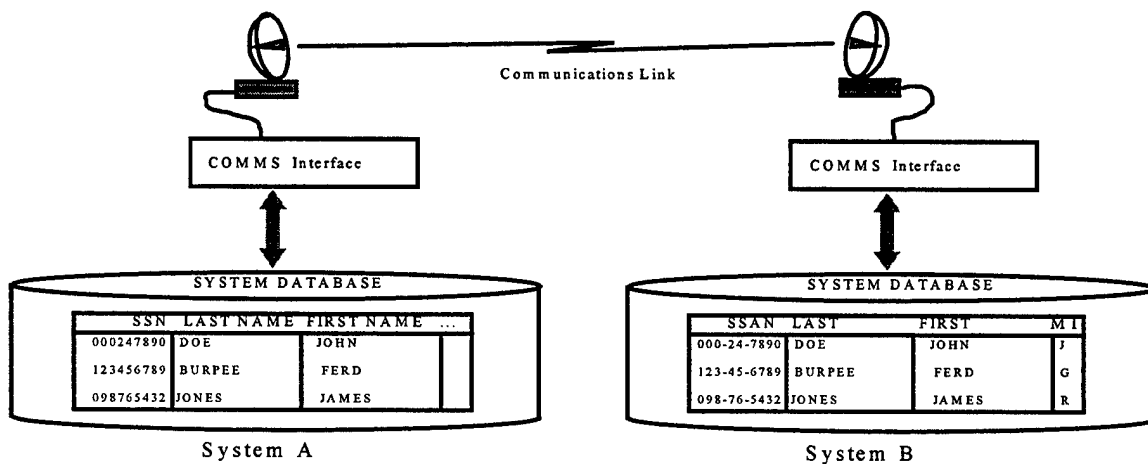 Communications Link
COMMS Interface
COMMS Interface
SYSTEM DATABASE
SSN LAST NAME FIRST NAME ...
000247890 DOE JOHN
123456789 BURPEE FERD
098765432 JONES JAMES
System A
SYSTEM DATABASE
SSAN LAST FIRST MI
000-24-7890 DOE JOHN J
123-45-6789 BURPEE FERD G
098-76-5432 JONES JAMES R
System B